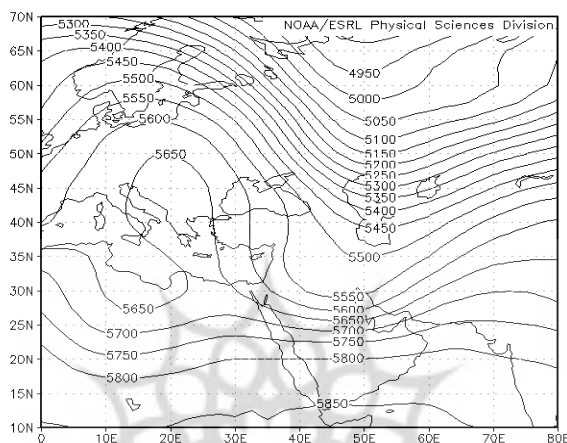 70N
NOAA/ESRL Physical Sciences Division
5300
5350
65N
5400
5450
4950
60N
5500
5000
5550
55N
5600
5050
5100
50N
5650
5150
5200
5250
45N
5300
5350
5400
40N
5450
35N
5500
30N
5550
5650
5600
5650
25N
5700
5700
5750
5750
20N
5800
5800
15N
5850
10N
0
10E
20E
30E
40E
50E
60E
70E
80E